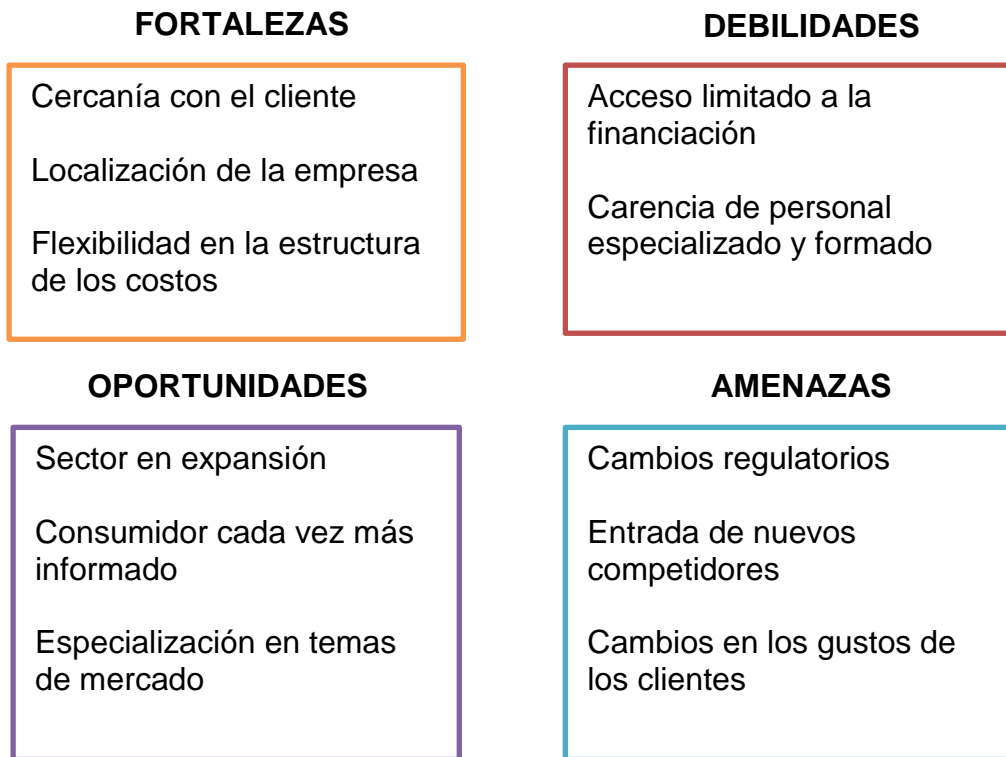 FORTALEZAS
Cercanía con el cliente
Localización de la empresa
Flexibilidad en la estructura
de los costos
DEBILIDADES
Acceso limitado a la
financiación
Carencia de personal
especializado y formado
OPORTUNIDADES
Sector en expansión
Consumidor cada vez más
informado
Especialización en temas
de mercado
AMENAZAS
Cambios regulatorios
Entrada de nuevos
competidores
Cambios en los gustos de
los clientes